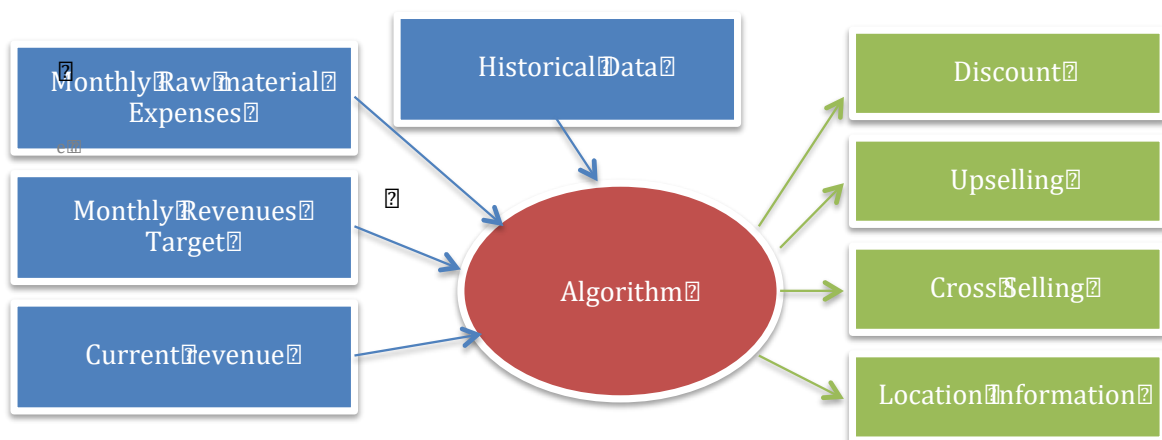 Monthly Raw material
Expenses
Monthly Revenues
Target
Current revenue
Historical Data
Algorithm
Discount
Upselling
Cross Selling
Location Information